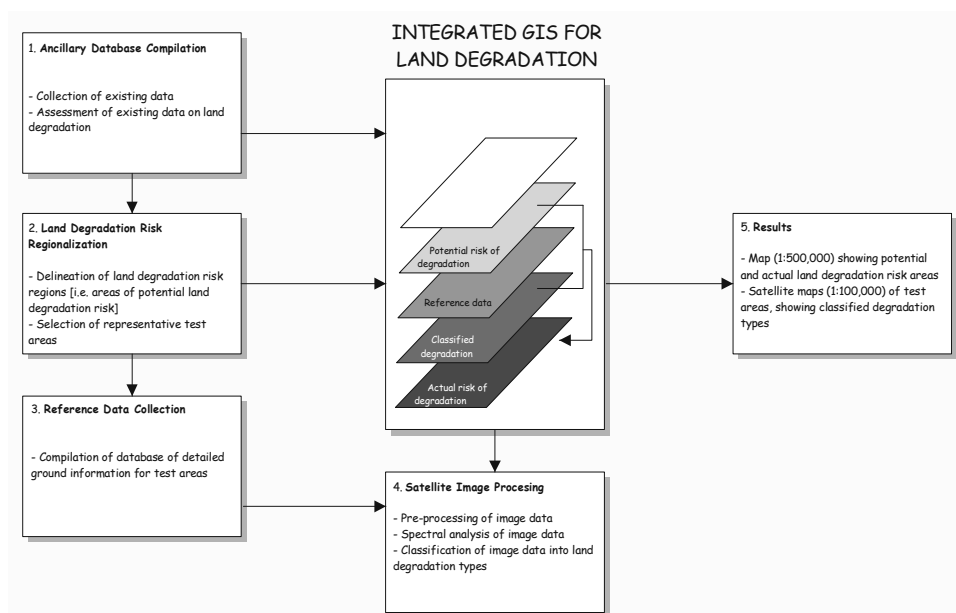 INTEGRATED GIS FOR
LAND DEGRADATION
1. Ancillary Database Compilation
- Collection of existing data
- Assessment of existing data on land
degradation
2. Land Degradation Risk
Regionalization
- Delineation of land degradation risk
regions [i.e. areas of potential land
degradation risk]
- Selection of representative test
areas
3. Reference Data Collection
- Compilation of database of detailed
ground information for test areas
Potential risk of
degradation
Reference data
Classified
degradation
Actual risk of
degradation
4. Satellite Image Procesing
- Pre-processing of image data
- Spectral analysis of image data
- Classification of image data into land
degradation types
5. Results
- Map (1:500,000) showing potential
and actual land degradation risk areas
- Satellite maps (1:100,000) of test
areas, showing classified degradation
types